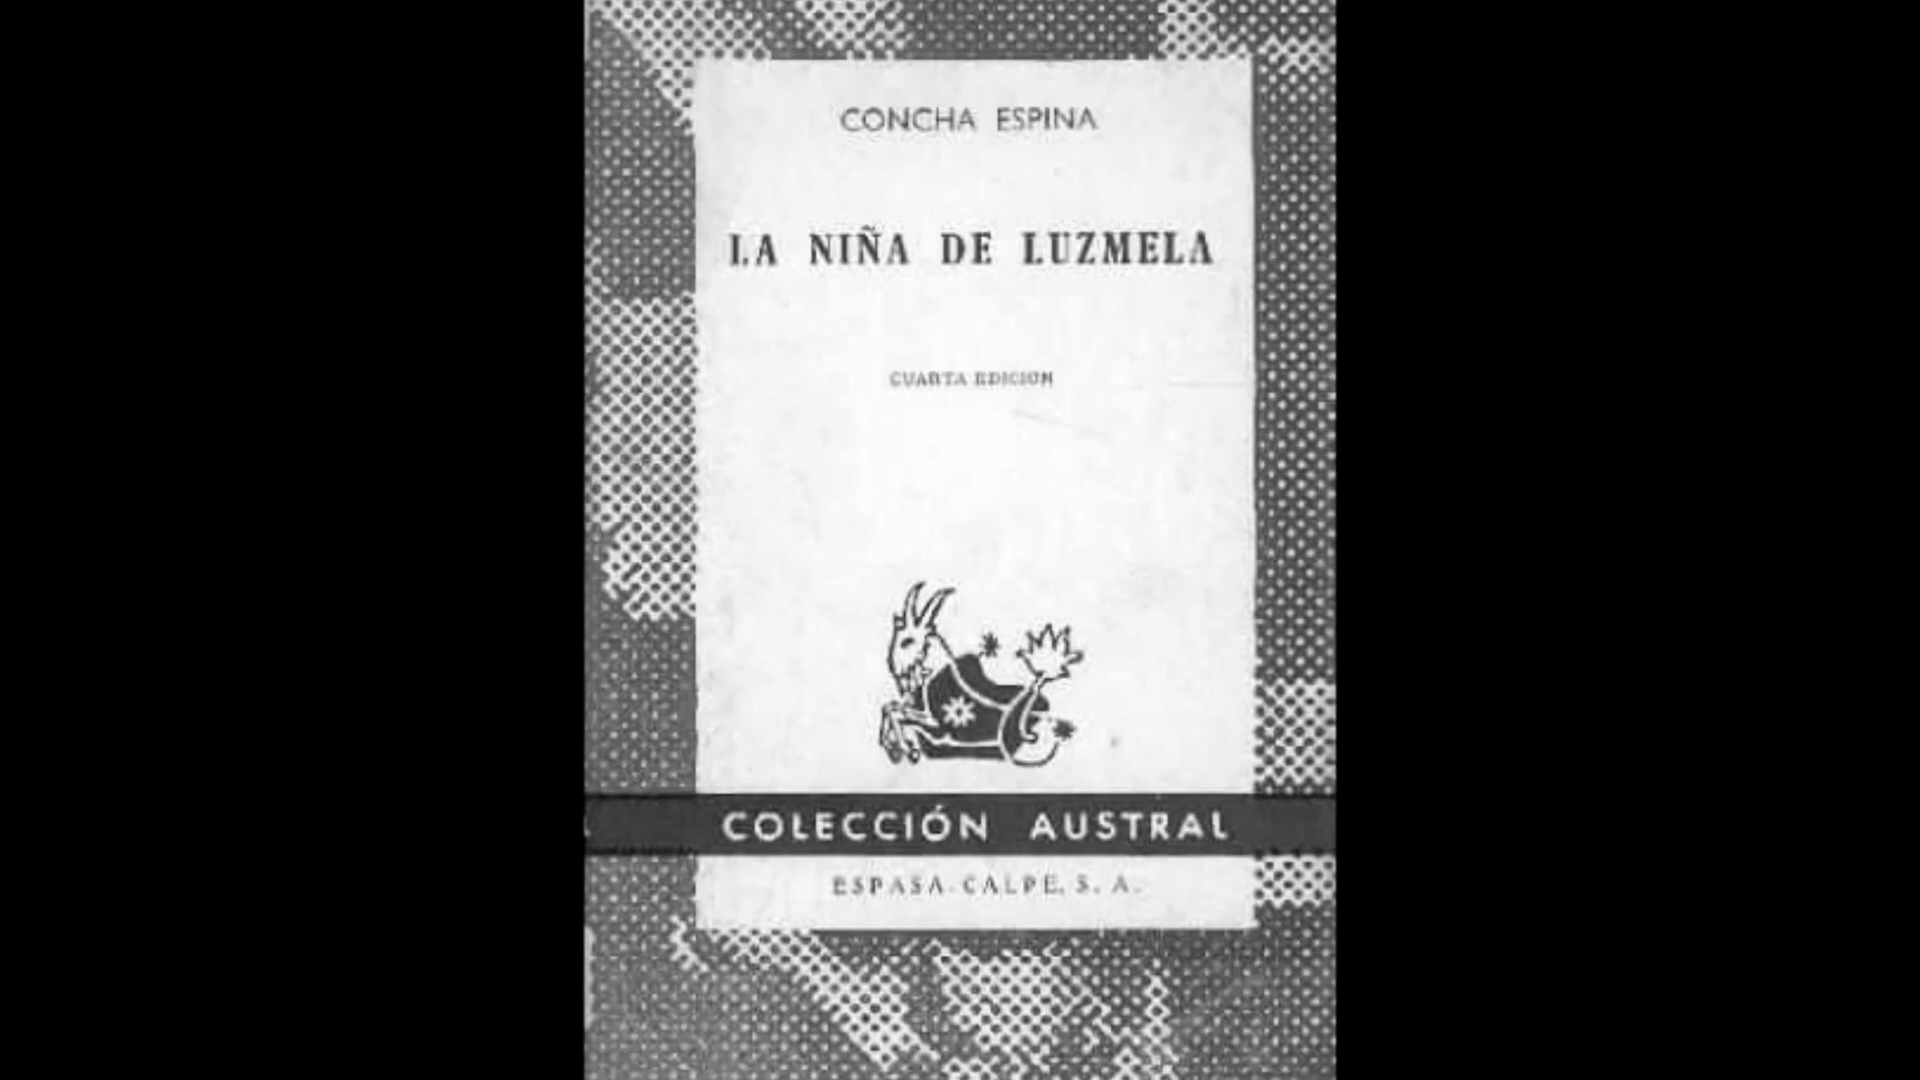 CONCHA ESPINA
LA NIÑA DE LUZMELA
CUARTA EDICION
COLECCIÓN AUSTRAL
ESPASA-CALPE, S. A.